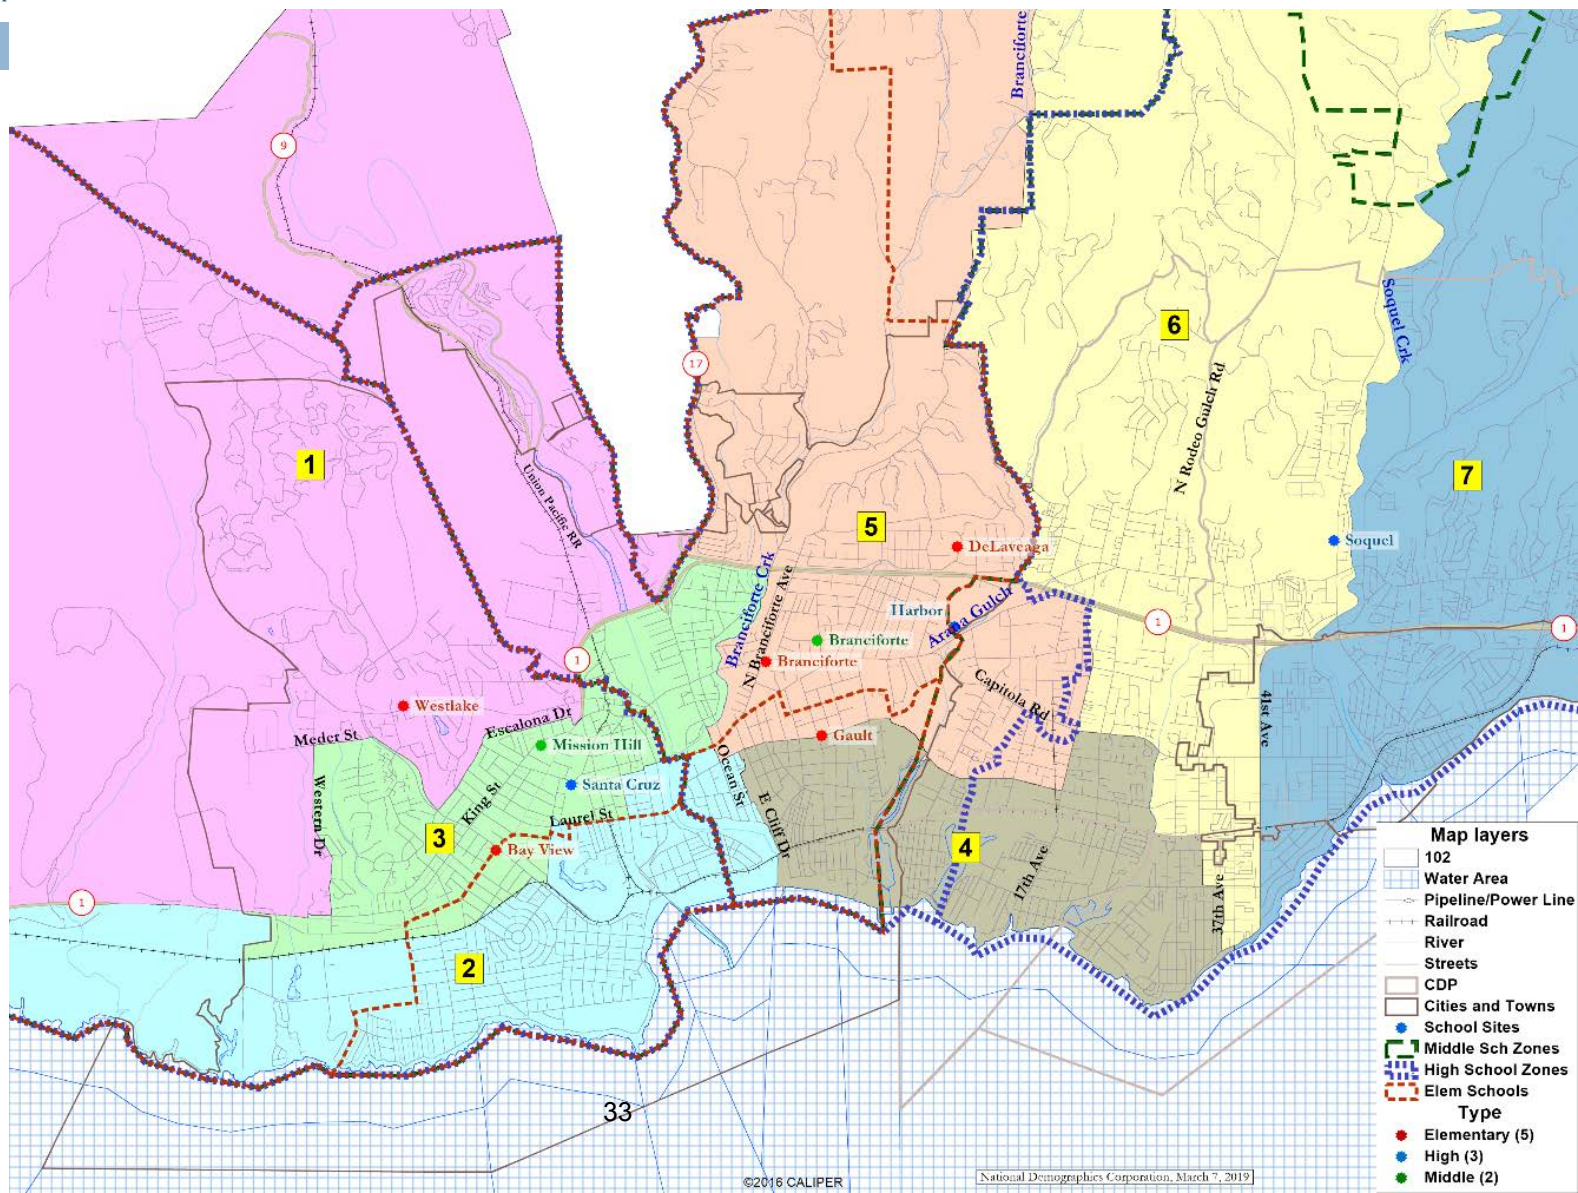 Branciforte
9
6
Soquel Crk
17
N Rodeo Gulch Rd
1
7
Union Pacific RR
5
DeLaveaga
Soquel
Branciforte Crk
N Branciforte Ave
Harbor
Arana Gulch
1
1
Branciforte
Branciforte
1
Westlake
Capitola Rd
41st Ave
Escalona Dr
Meder St
Mission Hill
Gault
Ocean St
Western Dr
King St
Santa Cruz
E Cliff Dr
Laurel St
3
Bay View
4
17th Ave
37th Ave
1
2
Map layers
102
Water Area
Pipeline/Power Line
Railroad
River
Streets
CDP
Cities and Towns
School Sites
Middle Sch Zones
High School Zones
Elem Schools
Type
Elementary (5)
High (3)
Middle (2)
33
©2016 CALIPER
National Demographics Corporation, March 7, 2019